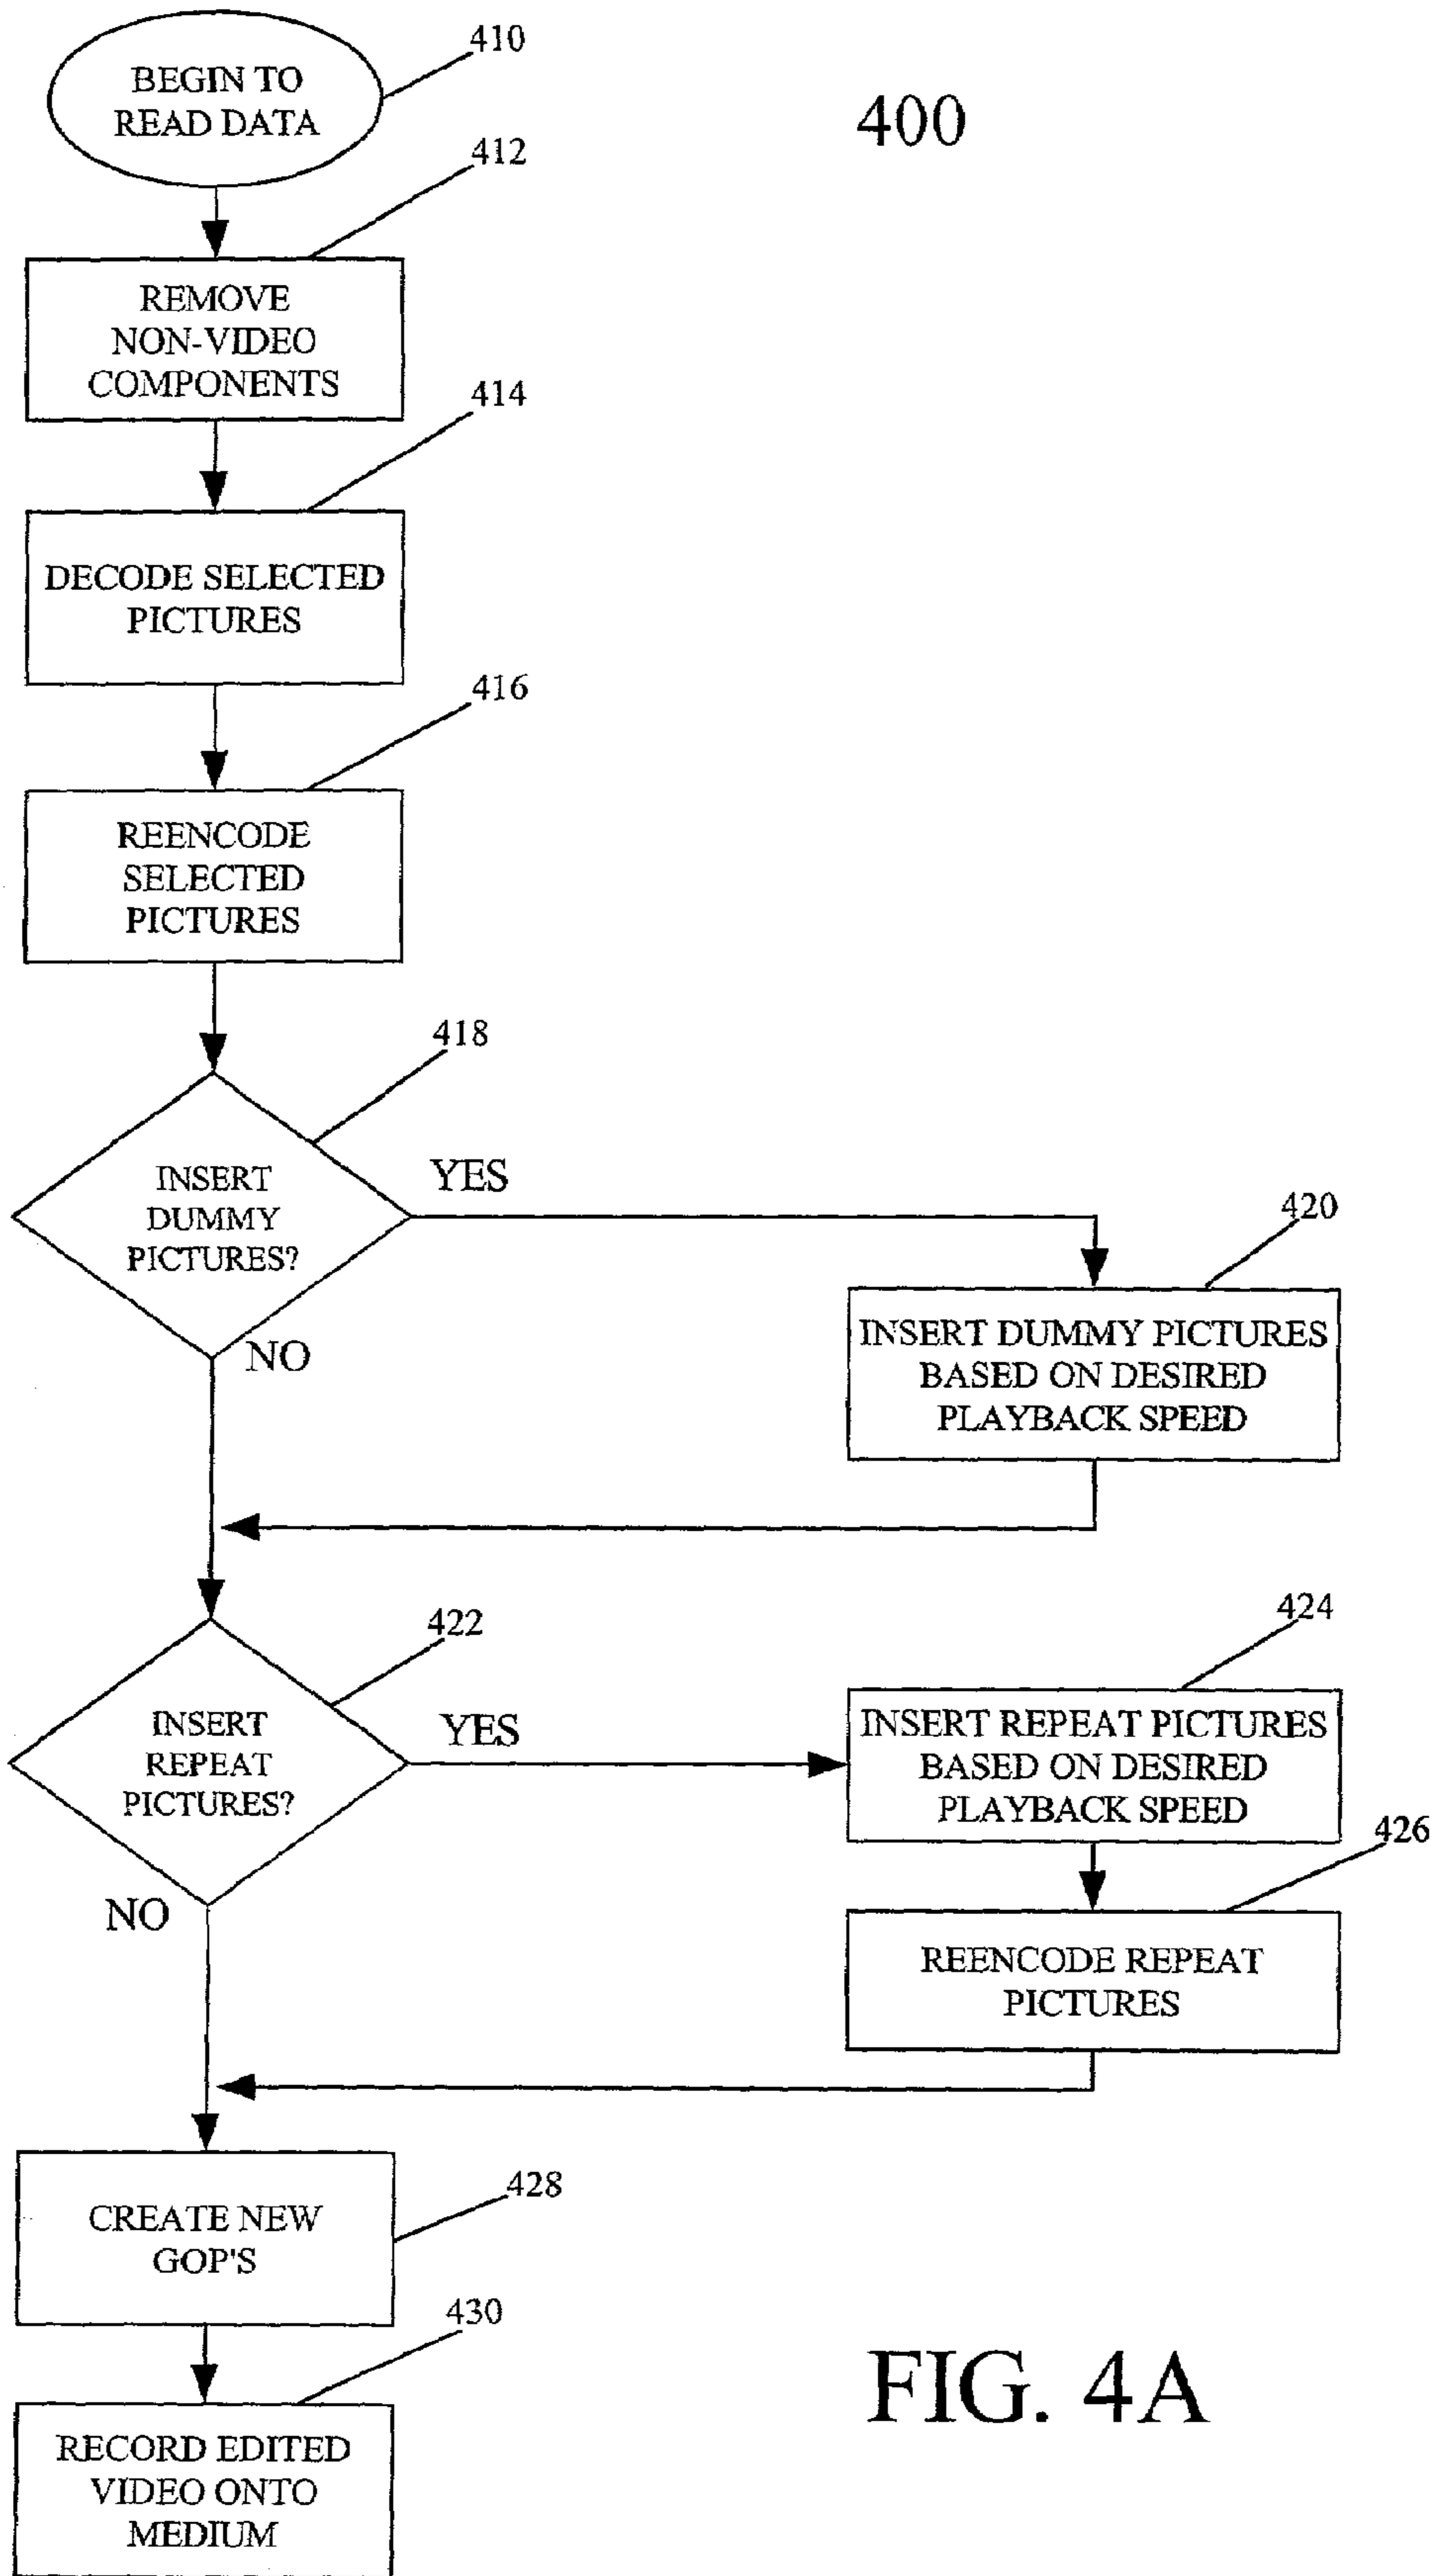 410
BEGIN TO
READ DATA
400
412
REMOVE
NON-VIDEO
COMPONENTS
414
DECODE SELECTED
PICTURES
416
REENCODE
SELECTED
PICTURES
418
INSERT
DUMMY
PICTURES?
YES
NO
420
INSERT DUMMY PICTURES
BASED ON DESIRED
PLAYBACK SPEED
422
INSERT
REPEAT
PICTURES?
YES
NO
424
INSERT REPEAT PICTURES
BASED ON DESIRED
PLAYBACK SPEED
426
REENCODE REPEAT
PICTURES
428
CREATE NEW
GOP'S
430
RECORD EDITED
VIDEO ONTO
MEDIUM
FIG. 4A